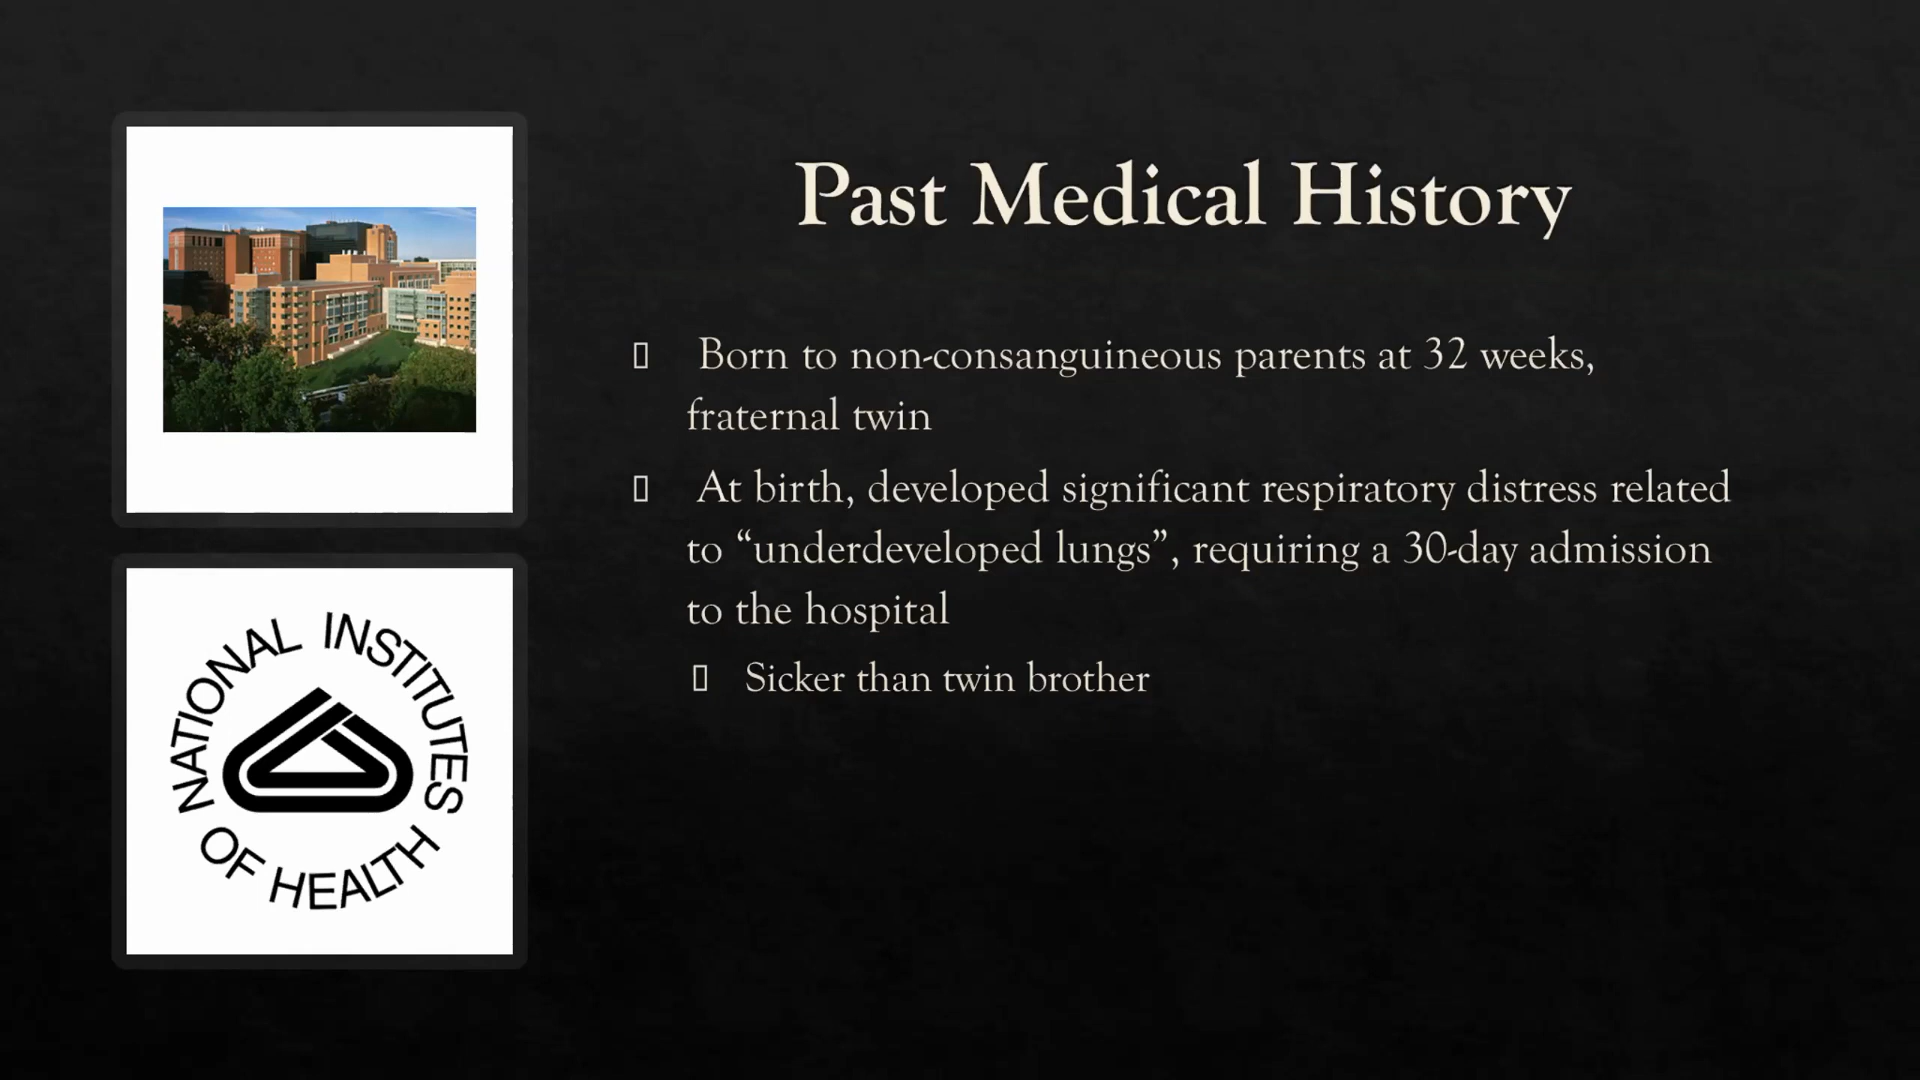 Past Medical History
Born to non-consanguineous parents at 32 weeks,
fraternal twin
At birth, developed significant respiratory distress related
to “underdeveloped lungs”, requiring a 30-day admission
to the hospital
Sicker than twin brother
NATIONAL INSTITUTES
OF HEALTH